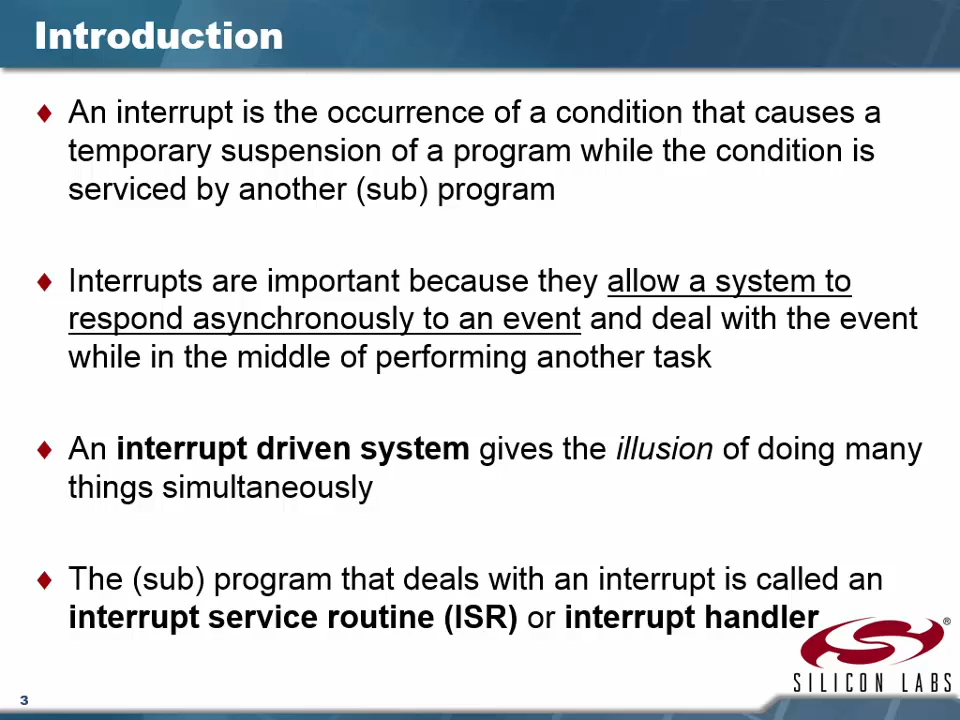 Introduction
♦ An interrupt is the occurrence of a condition that causes a
temporary suspension of a program while the condition is
serviced by another (sub) program
♦ Interrupts are important because they allow a system to
respond asynchronously to an event and deal with the event
while in the middle of performing another task
♦ An interrupt driven system gives the illusion of doing many
things simultaneously
♦ The (sub) program that deals with an interrupt is called an
interrupt service routine (ISR) or interrupt handler
®
SILICON LABS
3